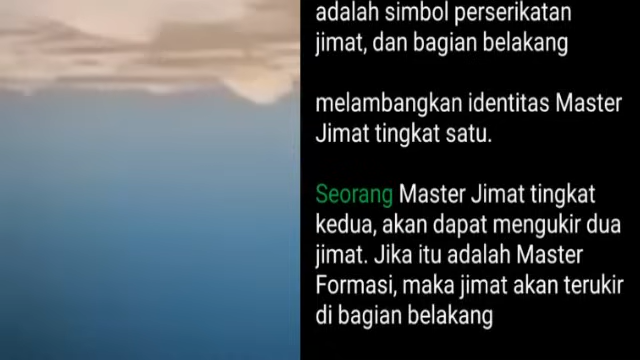 adalah simbol perserikatan
jimat, dan bagian belakang
melambangkan identitas Master
Jimat tingkat satu.
Seorang Master Jimat tingkat
kedua, akan dapat mengukir dua
jimat. Jika itu adalah Master
Formasi, maka jimat akan terukir
di bagian belakang